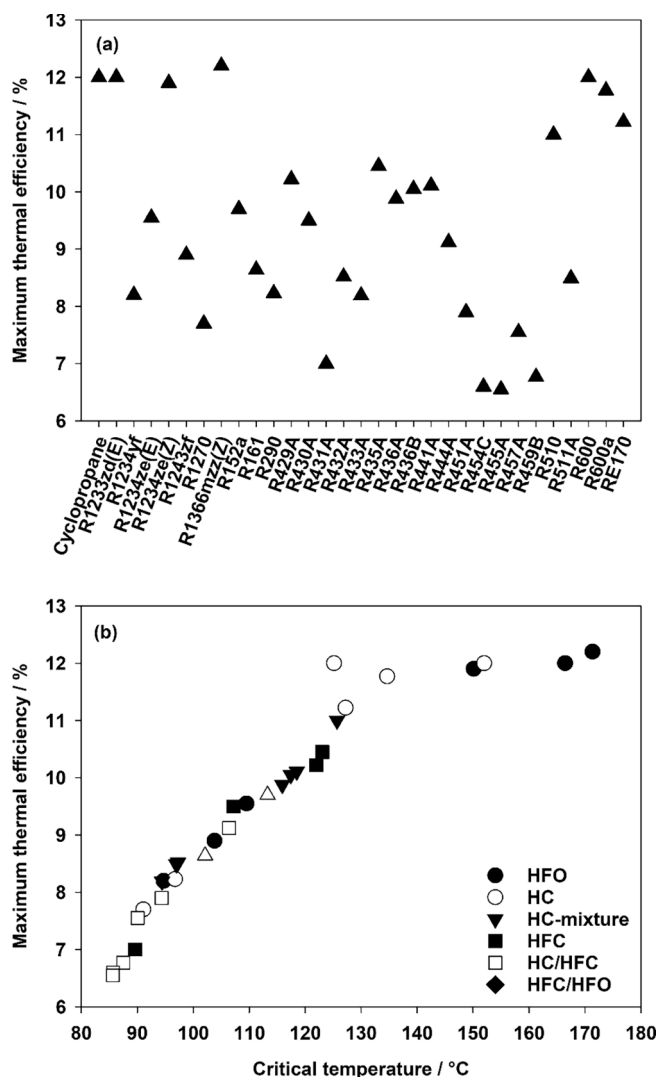 (a)
Maximum thermal efficiency / %
13
12
11
10
9
8
7
6
Cyclopropane
R1233zd(E)
R1234yf
R1234ze(E)
R1234ze(Z)
R1243zf
R1270
R1366mzz(Z)
R152a
R161
R290
R429A
R430A
R431A
R432A
R433A
R435A
R436A
R436B
R441A
R444A
R451A
R454C
R455A
R457A
R459B
R510
R511A
R600
R600a
RE170
(b)
Maximum thermal efficiency / %
13
12
11
10
9
8
7
6
HFO
HC
HC-mixture
HFC
HC/HFC
HFC/HFO
80 90 100 110 120 130 140 150 160 170 180
Critical temperature / °C